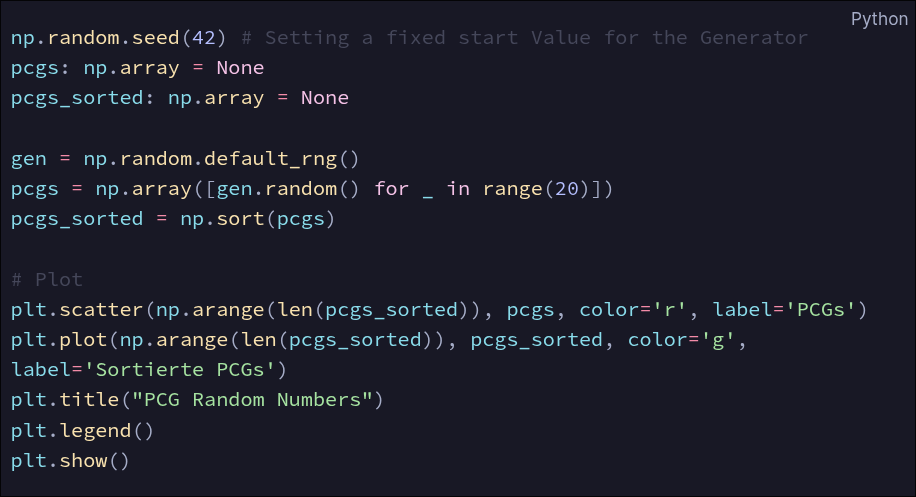 Python
np.random.seed(42) # Setting a fixed start Value for the Generator
pcgs: np.array = None
pcgs_sorted: np.array = None
gen = np.random.default_rng()
pcgs = np.array([gen.random() for _ in range(20)])
pcgs_sorted = np.sort(pcgs)
# Plot
plt.scatter(np.arange(len(pcgs_sorted)), pcgs, color='r', label='PCGs')
plt.plot(np.arange(len(pcgs_sorted)), pcgs_sorted, color='g',
label='Sortierte PCGs')
plt.title("PCG Random Numbers")
plt.legend()
plt.show()